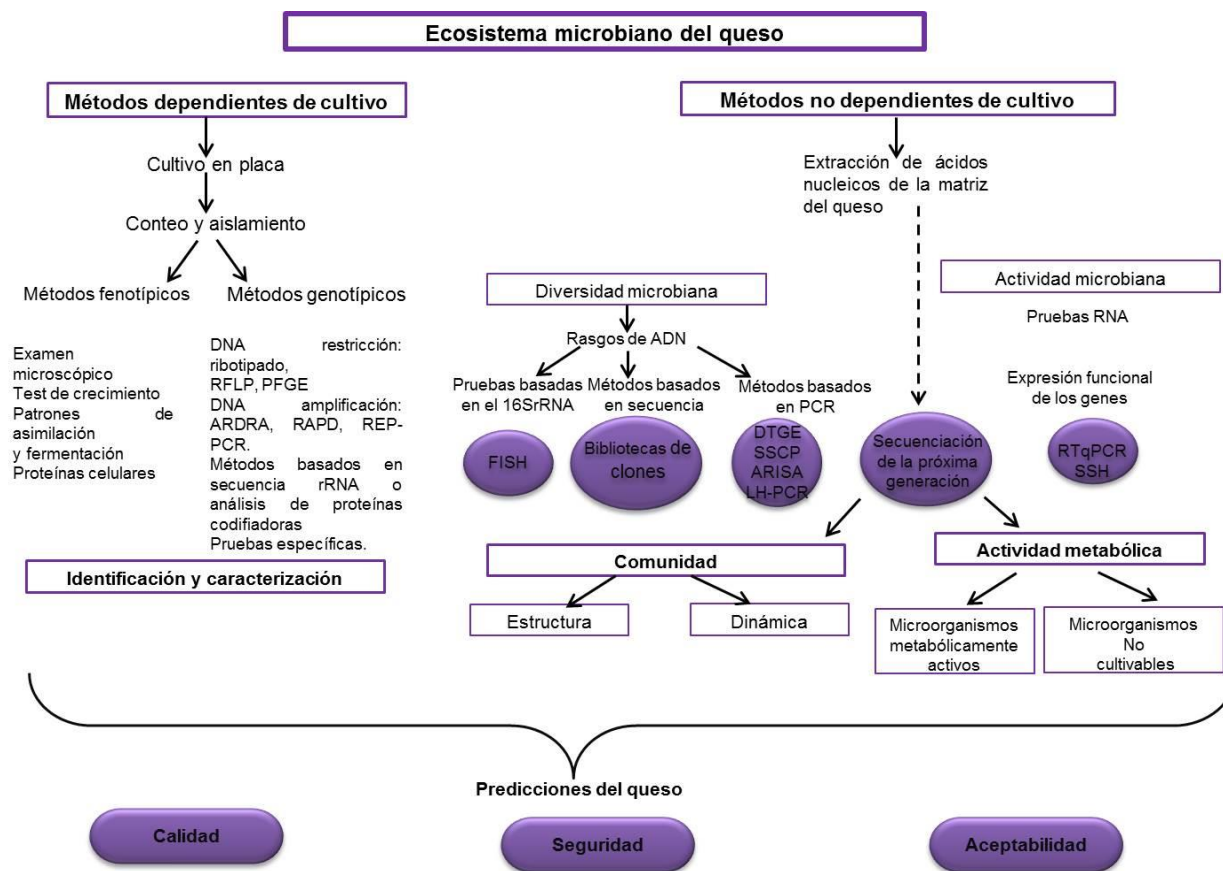 Ecosistema microbiano del queso
Métodos dependientes de cultivo
Cultivo en placa
Conteo y aislamiento
Métodos fenotípicos
Métodos genotípicos
Examen
microscópico
Test de crecimiento
Patrones de
asimilación
y fermentación
Proteínas celulares
DNA restricción:
ribotipado,
RFLP, PFGE
DNA amplificación:
ARDRA, RAPD, REP-
PCR.
Métodos basados en
secuencia rRNA o
análisis de proteínas
codifiadoras
Pruebas específicas.
Identificación y caracterización
Métodos no dependientes de cultivo
Extracción de ácidos
nucleicos de la matriz
del queso
Diversidad microbiana
Rasgos de ADN
Pruebas basadas
en el 16SrRNA
FISH
Métodos basados
en secuencia
Bibliotecas de
clones
Métodos basados
en PCR
DTGE
SSCP
ARISA
LH-PCR
Secuenciación
de la próxima
generación
Actividad microbiana
Pruebas RNA
Expresión funcional
de los genes
RTqPCR
SSH
Comunidad
Estructura
Dinámica
Actividad metabólica
Microorganismos
metabólicamente
activos
Microorganismos
No
cultivables
Predicciones del queso
Calidad
Seguridad
Aceptabilidad